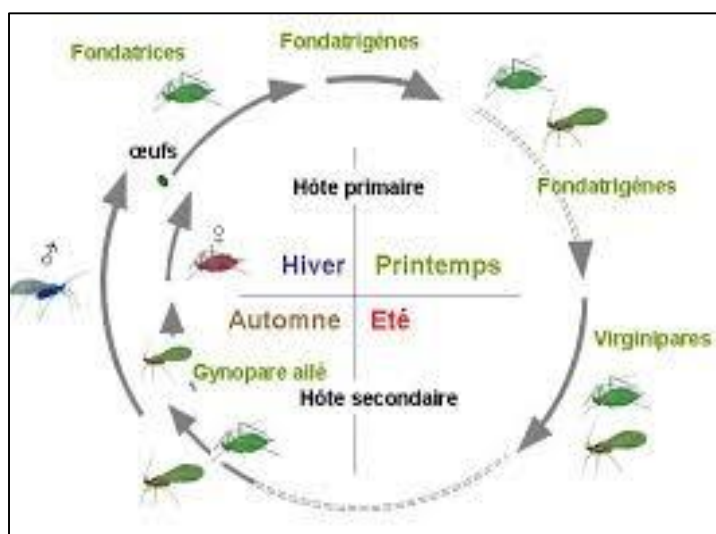 Fondatrices
Fondatrigènes
œufs
Hôte primaire
Fondatrigènes
♂
♀
Hiver
Printemps
Automne
Eté
Virginipares
Gynopare ailé
Hôte secondaire